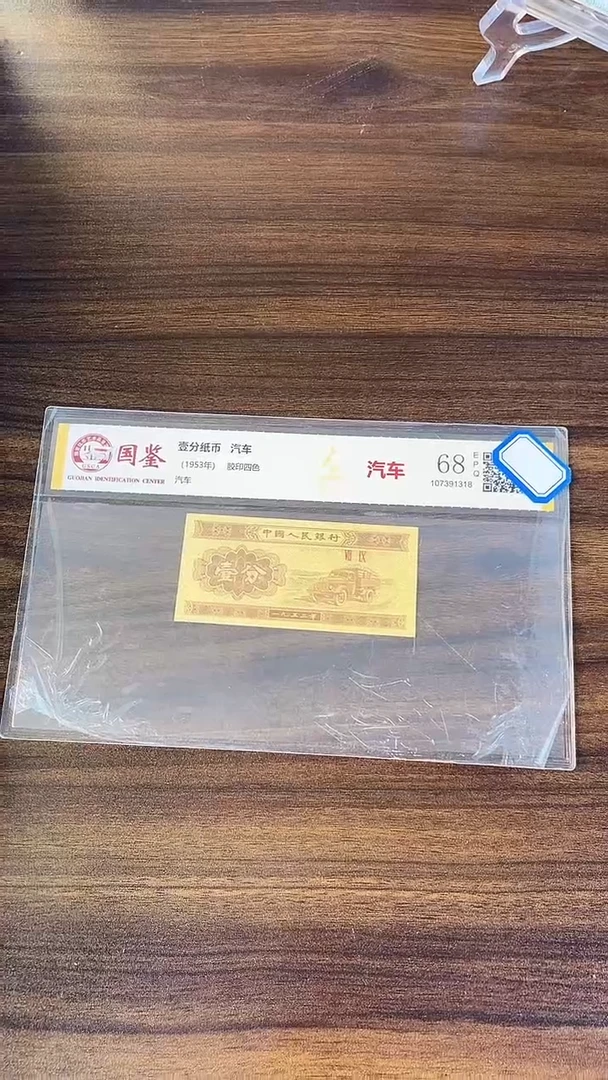 国鉴
GUOJIAN IDENTIFICATION CENTER
壹分纸币 汽车
(1953年) 胶印四色
汽车
汽车
68
EPQ
107391318
中国人民银行
壹分
一九五三年